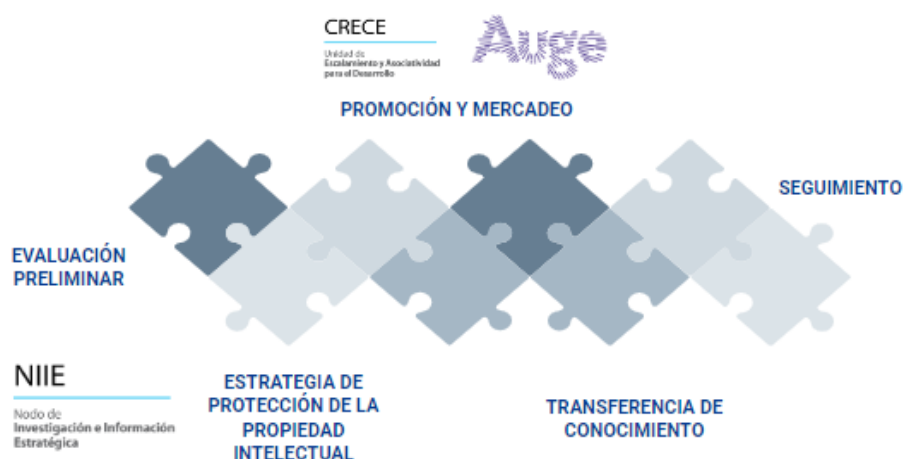 CRECE
Unidad de
Escalamiento y Asociatividad
para el Desarrollo
Auge
PROMOCIÓN Y MERCADEO
SEGUIMIENTO
EVALUACIÓN
PRELIMINAR
NIIE
Nodo de
Investigación e Información
Estratégica
ESTRATEGIA DE
PROTECCIÓN DE LA
PROPIEDAD
INTELECTUAL
TRANSFERENCIA DE
CONOCIMIENTO